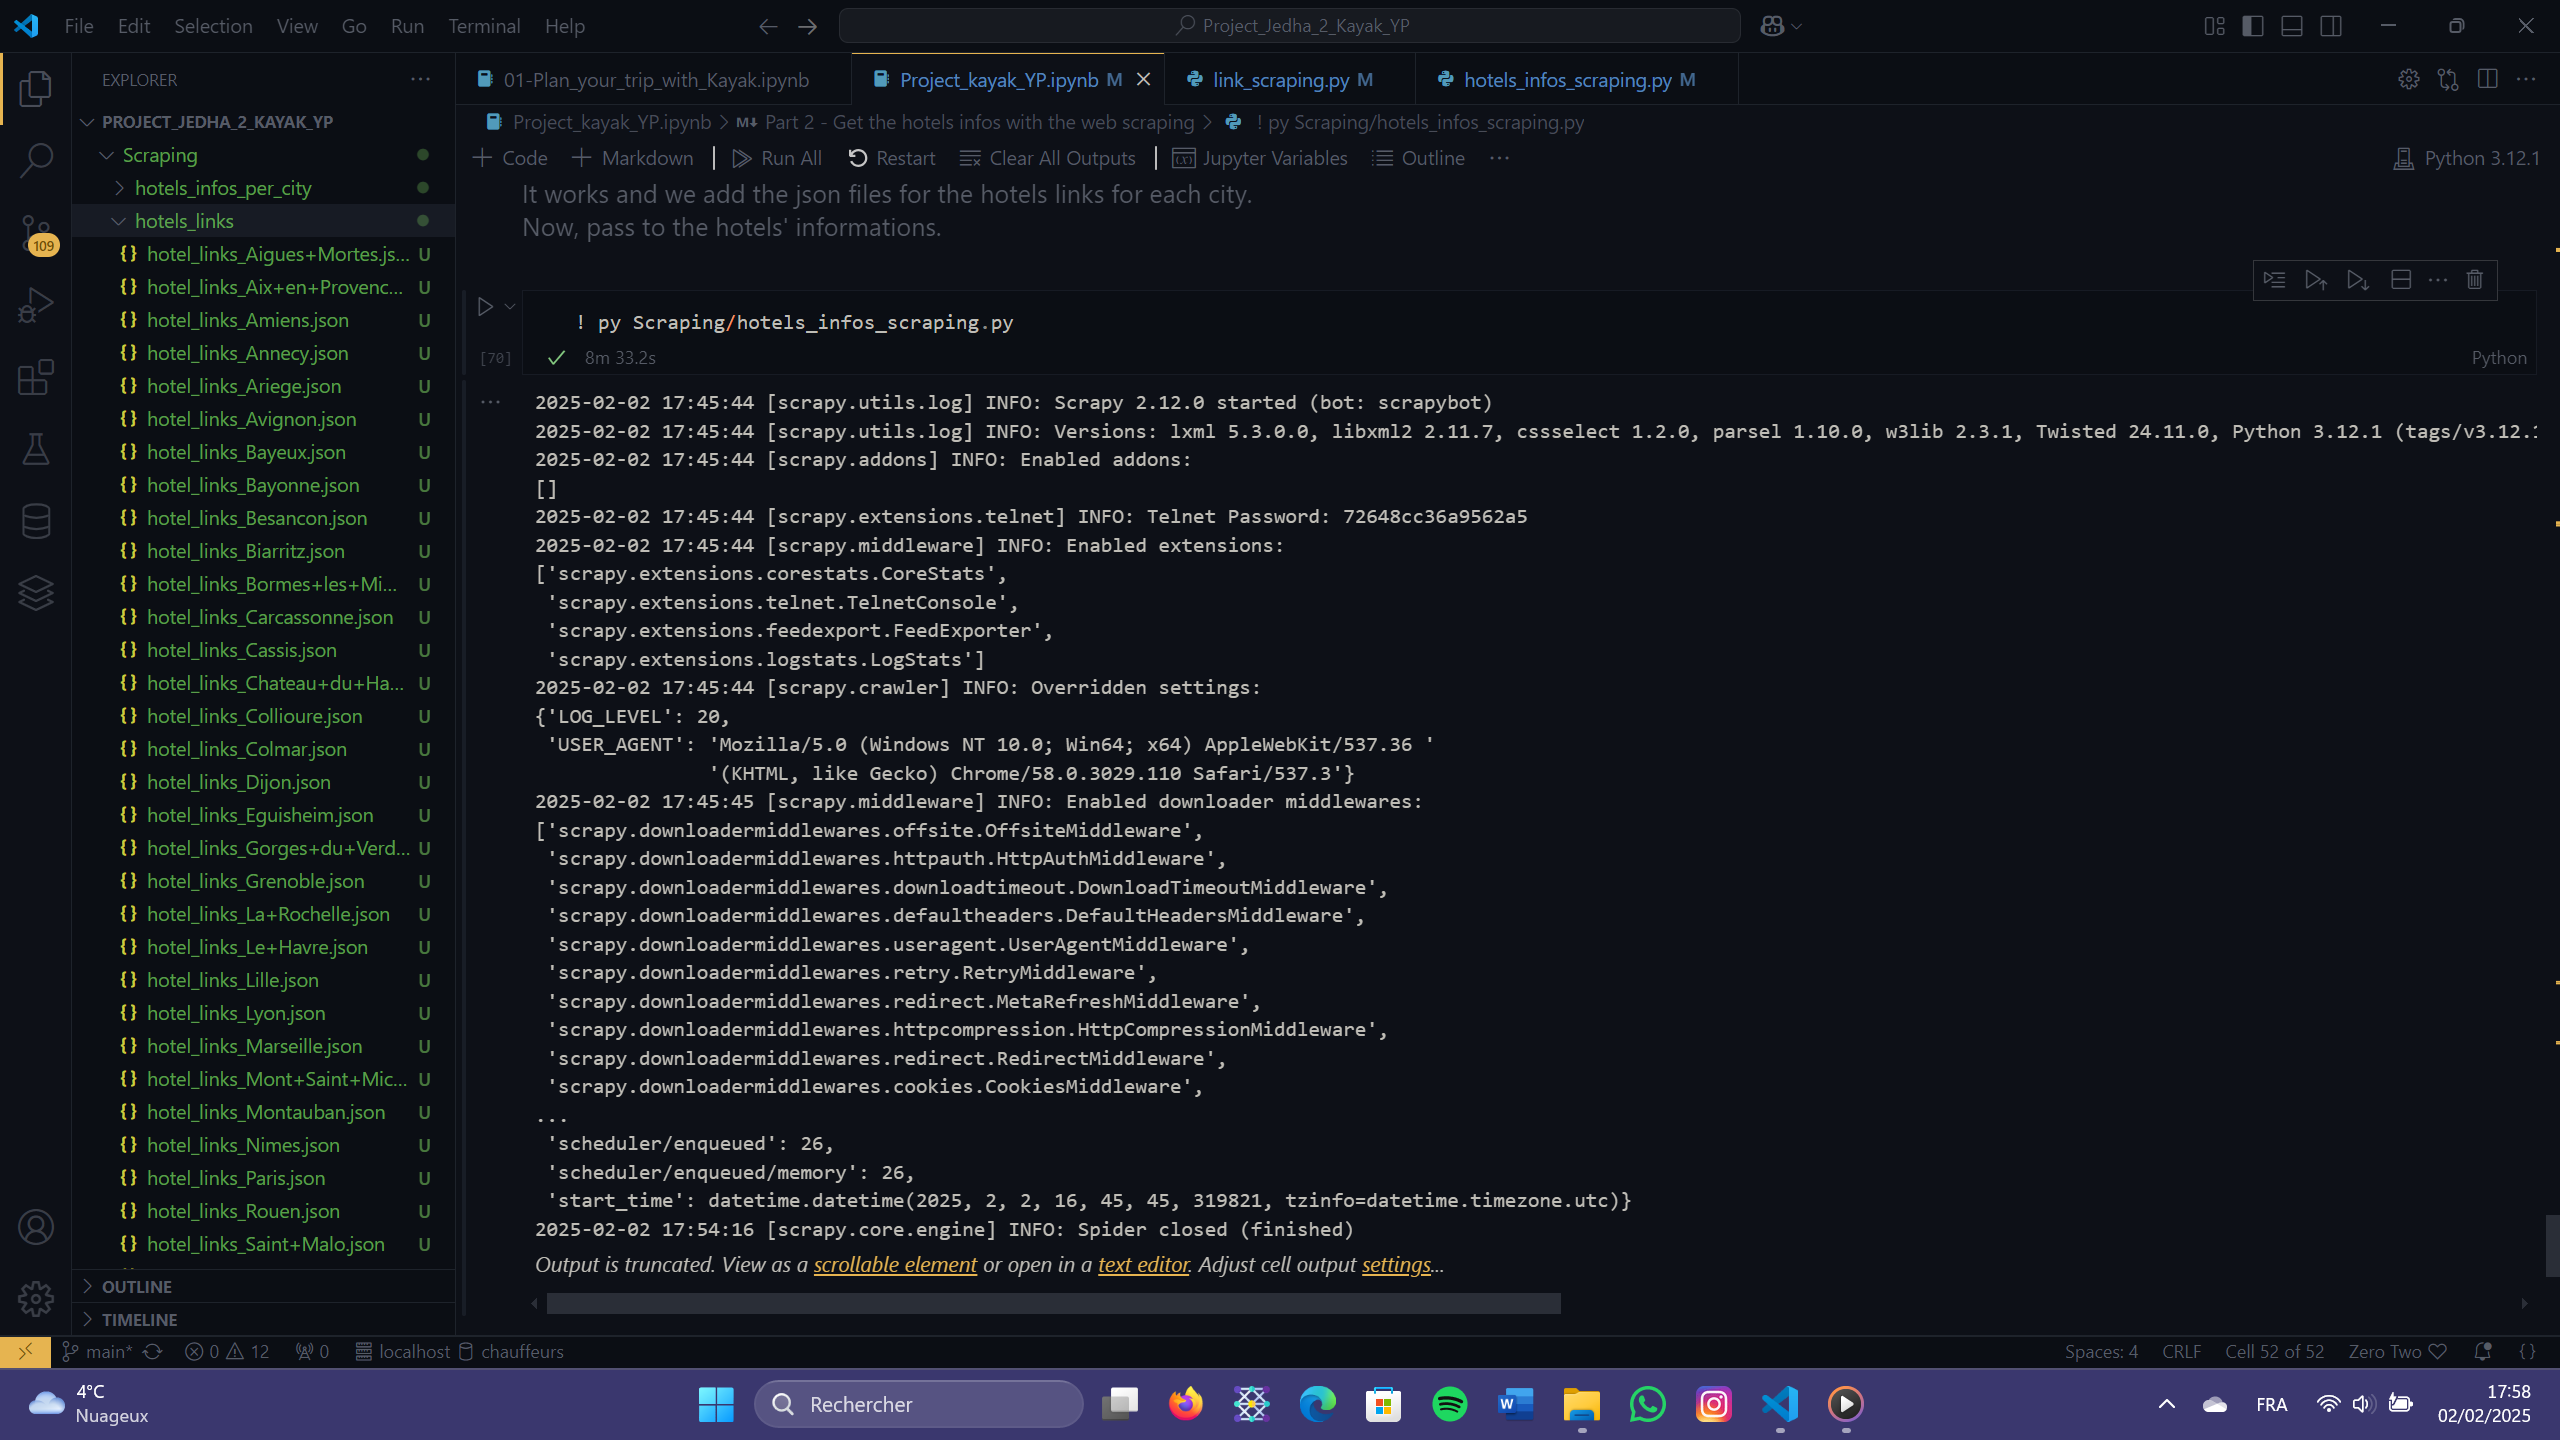 File Edit Selection View Go Run Terminal Help
Project_Jedha_2_Kayak_YP
EXPLORER
01-Plan_your_trip_with_Kayak.ipynb
Project_kayak_YP.ipynb M
link_scraping.py M
hotels_infos_scraping.py M
PROJECT_JEDHA_2_KAYAK_YP
Project_kayak_YP.ipynb > M↓ Part 2 - Get the hotels infos with the web scraping > ! py Scraping/hotels_infos_scraping.py
+ Code + Markdown | Run All Restart Clear All Outputs | Jupyter Variables Outline ...
Python 3.12.1
Scraping
hotels_infos_per_city
hotels_links
109
{} hotel_links_Aigues+Mortes.js... U
{} hotel_links_Aix+en+Provenc... U
{} hotel_links_Amiens.json U
{} hotel_links_Annecy.json U
{} hotel_links_Ariege.json U
{} hotel_links_Avignon.json U
{} hotel_links_Bayeux.json U
{} hotel_links_Bayonne.json U
{} hotel_links_Besancon.json U
{} hotel_links_Biarritz.json U
{} hotel_links_Bormes+les+Mi... U
{} hotel_links_Carcassonne.json U
{} hotel_links_Cassis.json U
{} hotel_links_Chateau+du+Ha... U
{} hotel_links_Collioure.json U
{} hotel_links_Colmar.json U
{} hotel_links_Dijon.json U
{} hotel_links_Eguisheim.json U
{} hotel_links_Gorges+du+Verd... U
{} hotel_links_Grenoble.json U
{} hotel_links_La+Rochelle.json U
{} hotel_links_Le+Havre.json U
{} hotel_links_Lille.json U
{} hotel_links_Lyon.json U
{} hotel_links_Marseille.json U
{} hotel_links_Mont+Saint+Mic... U
{} hotel_links_Montauban.json U
{} hotel_links_Nimes.json U
{} hotel_links_Paris.json U
{} hotel_links_Rouen.json U
{} hotel_links_Saint+Malo.json U
OUTLINE
TIMELINE
It works and we add the json files for the hotels links for each city.
Now, pass to the hotels' informations.
! py Scraping/hotels_infos_scraping.py
[70] 8m 33.2s Python
2025-02-02 17:45:44 [scrapy.utils.log] INFO: Scrapy 2.12.0 started (bot: scrapybot)
2025-02-02 17:45:44 [scrapy.utils.log] INFO: Versions: lxml 5.3.0.0, libxml2 2.11.7, cssselect 1.2.0, parsel 1.10.0, w3lib 2.3.1, Twisted 24.11.0, Python 3.12.1 (tags/v3.12.1
2025-02-02 17:45:44 [scrapy.addons] INFO: Enabled addons:
[]
2025-02-02 17:45:44 [scrapy.extensions.telnet] INFO: Telnet Password: 72648cc36a9562a5
2025-02-02 17:45:44 [scrapy.middleware] INFO: Enabled extensions:
['scrapy.extensions.corestats.CoreStats',
 'scrapy.extensions.telnet.TelnetConsole',
 'scrapy.extensions.feedexport.FeedExporter',
 'scrapy.extensions.logstats.LogStats']
2025-02-02 17:45:44 [scrapy.crawler] INFO: Overridden settings:
{'LOG_LEVEL': 20,
 'USER_AGENT': 'Mozilla/5.0 (Windows NT 10.0; Win64; x64) AppleWebKit/537.36 '
               '(KHTML, like Gecko) Chrome/58.0.3029.110 Safari/537.3'}
2025-02-02 17:45:45 [scrapy.middleware] INFO: Enabled downloader middlewares:
['scrapy.downloadermiddlewares.offsite.OffsiteMiddleware',
 'scrapy.downloadermiddlewares.httpauth.HttpAuthMiddleware',
 'scrapy.downloadermiddlewares.downloadtimeout.DownloadTimeoutMiddleware',
 'scrapy.downloadermiddlewares.defaultheaders.DefaultHeadersMiddleware',
 'scrapy.downloadermiddlewares.useragent.UserAgentMiddleware',
 'scrapy.downloadermiddlewares.retry.RetryMiddleware',
 'scrapy.downloadermiddlewares.redirect.MetaRefreshMiddleware',
 'scrapy.downloadermiddlewares.httpcompression.HttpCompressionMiddleware',
 'scrapy.downloadermiddlewares.redirect.RedirectMiddleware',
 'scrapy.downloadermiddlewares.cookies.CookiesMiddleware',
...
 'scheduler/enqueued': 26,
 'scheduler/enqueued/memory': 26,
 'start_time': datetime.datetime(2025, 2, 2, 16, 45, 45, 319821, tzinfo=datetime.timezone.utc)}
2025-02-02 17:54:16 [scrapy.core.engine] INFO: Spider closed (finished)
Output is truncated. View as a scrollable element or open in a text editor. Adjust cell output settings...
main* 0 12 0 localhost chauffeurs
Spaces: 4 CRLF Cell 52 of 52 Zero Two ♡ {}
4°C
Nuageux
Rechercher
FRA
17:58
02/02/2025